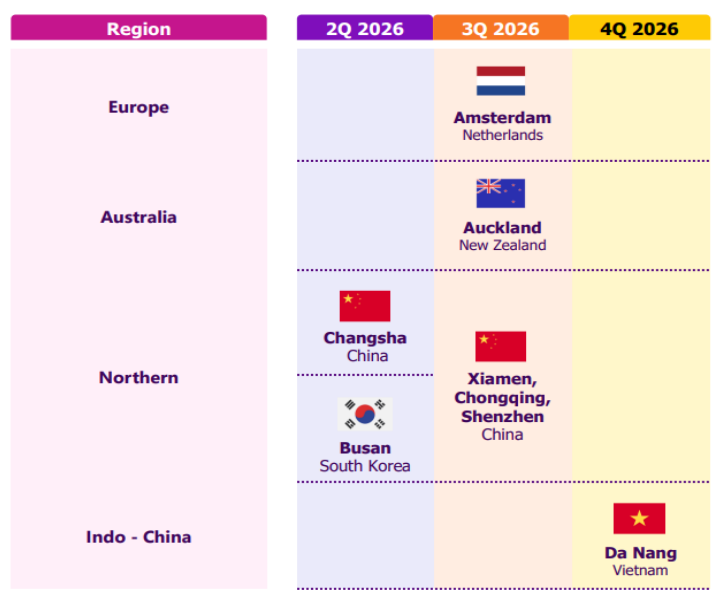 Region
2Q 2026
3Q 2026
4Q 2026
Europe
Amsterdam
Netherlands
Australia
Auckland
New Zealand
Northern
Changsha
China
Busan
South Korea
Xiamen,
Chongqing,
Shenzhen
China
Indo - China
Da Nang
Vietnam